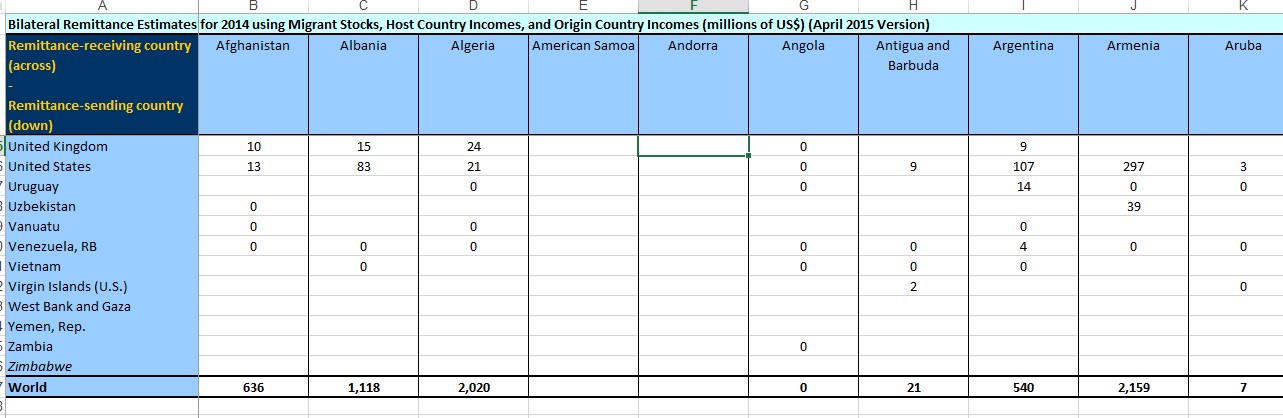 A B C D E F G H I J K
Bilateral Remittance Estimates for 2014 using Migrant Stocks, Host Country Incomes, and Origin Country Incomes (millions of US$) (April 2015 Version)
Remittance-receiving country Afghanistan Albania Algeria American Samoa Andorra Angola Antigua and Argentina Armenia Aruba
(across) Barbuda
-
Remittance-sending country
(down)
United Kingdom 10 15 24 0 9
United States 13 83 21 0 9 107 297 3
Uruguay 0 0 14 0 0
Uzbekistan 0 39
Vanuatu 0 0 0
Venezuela, RB 0 0 0 0 0 4 0 0
Vietnam 0 0 0 0
Virgin Islands (U.S.) 2 0
West Bank and Gaza
Yemen, Rep.
Zambia 0
Zimbabwe
World 636 1,118 2,020 0 21 540 2,159 7